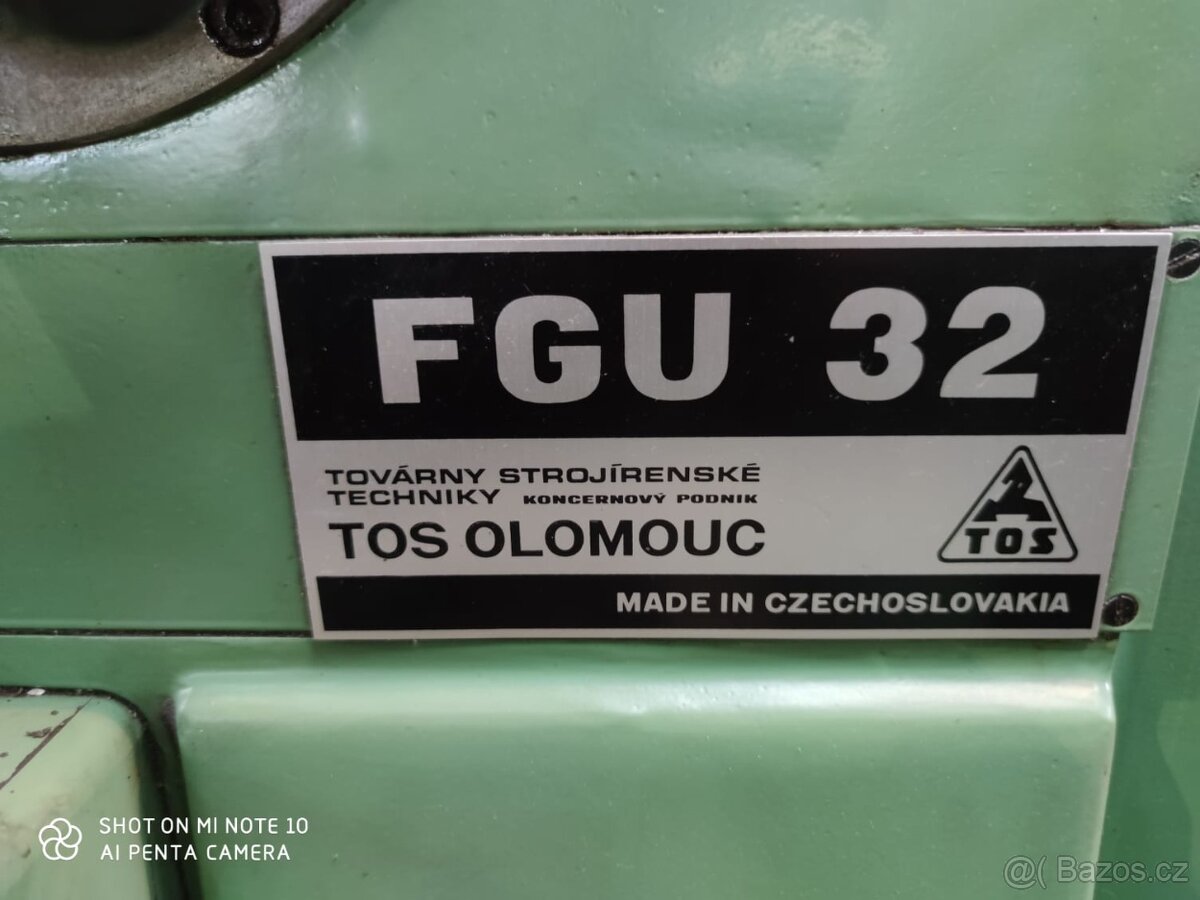 FGU 32
TOVÁRNY STROJÍRENSKÉ
TECHNIKY KONCERNOVÝ PODNIK
TOS OLOMOUC
TOS
MADE IN CZECHOSLOVAKIA
SHOT ON MI NOTE 10
AI PENTA CAMERA
@( Bazos.cz